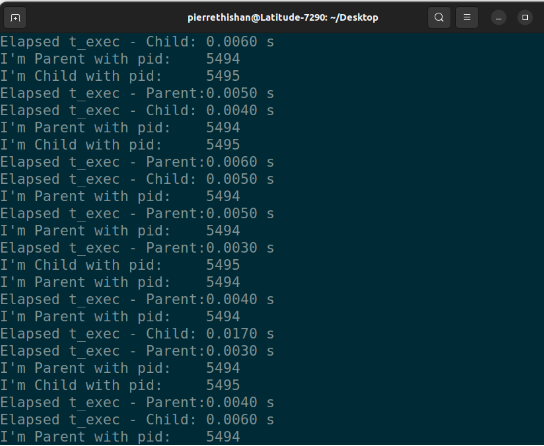 pierrethishan@Latitude-7290: ~/Desktop
Elapsed t_exec - Child: 0.0060 s
I'm Parent with pid:    5494
I'm Child with pid:     5495
Elapsed t_exec - Parent:0.0050 s
Elapsed t_exec - Child: 0.0040 s
I'm Parent with pid:    5494
I'm Child with pid:     5495
Elapsed t_exec - Parent:0.0060 s
Elapsed t_exec - Child: 0.0050 s
I'm Parent with pid:    5494
Elapsed t_exec - Parent:0.0050 s
I'm Parent with pid:    5494
Elapsed t_exec - Parent:0.0030 s
I'm Child with pid:     5495
I'm Parent with pid:    5494
Elapsed t_exec - Parent:0.0040 s
I'm Parent with pid:    5494
Elapsed t_exec - Child: 0.0170 s
Elapsed t_exec - Parent:0.0030 s
I'm Parent with pid:    5494
I'm Child with pid:     5495
Elapsed t_exec - Parent:0.0040 s
Elapsed t_exec - Child: 0.0060 s
I'm Parent with pid:    5494